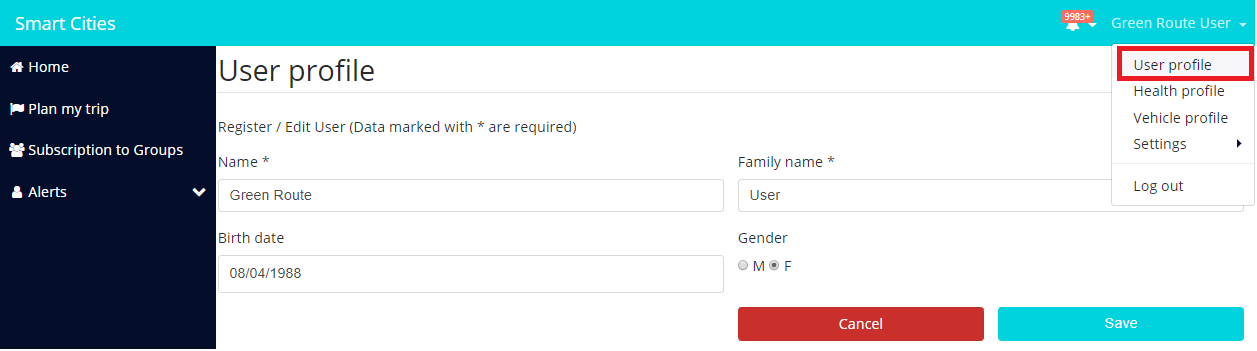 Smart Cities
9983+
Green Route User
Home
Plan my trip
Subscription to Groups
Alerts
User profile
Register / Edit User (Data marked with * are required)
Name *
Family name *
Green Route
User
Birth date
Gender
08/04/1988
M F
Cancel
Save
User profile
Health profile
Vehicle profile
Settings
Log out